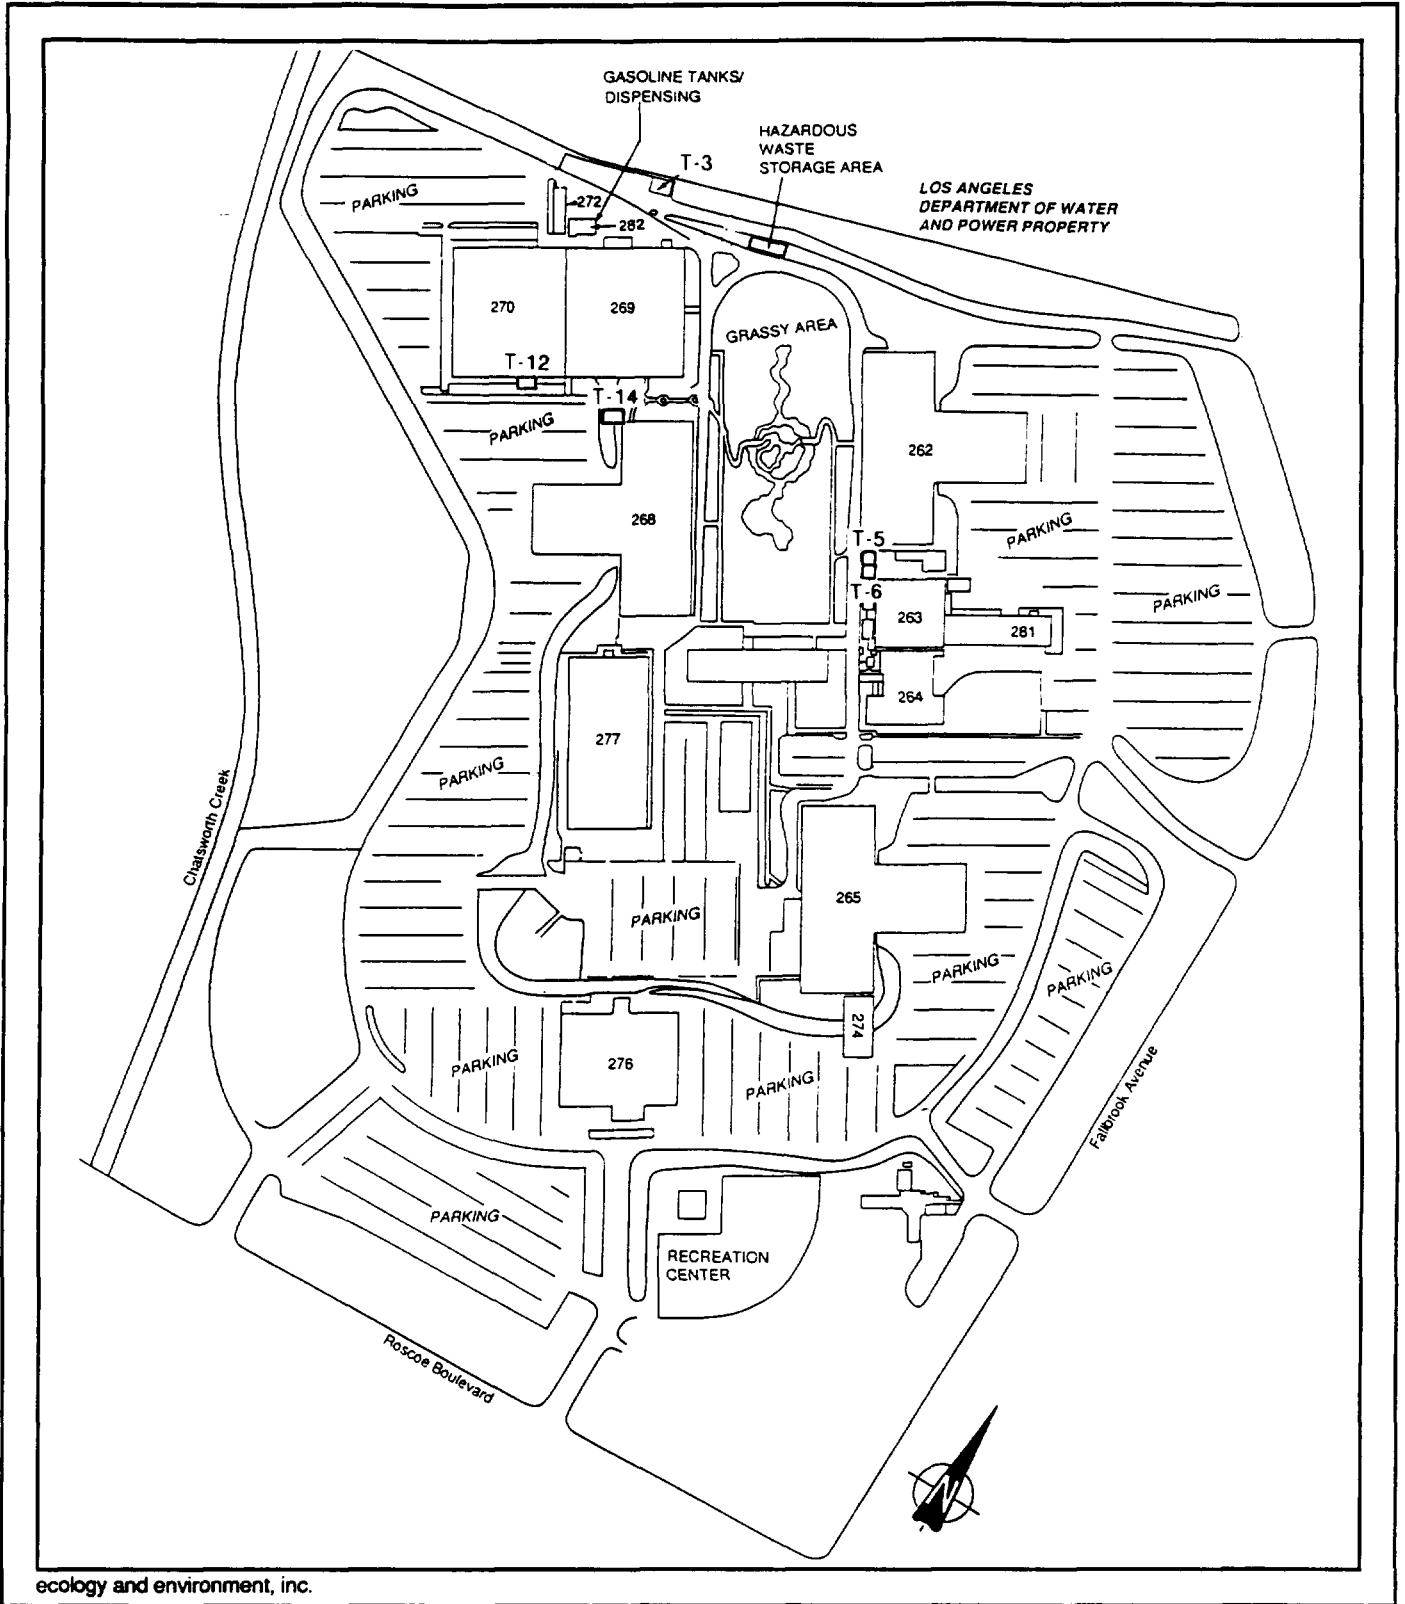 GASOLINE TANKS/
DISPENSING
HAZARDOUS
WASTE
STORAGE AREA
T-3
LOS ANGELES
DEPARTMENT OF WATER
AND POWER PROPERTY
PARKING
272
282
270
269
GRASSY AREA
T-12
T-14
PARKING
262
268
PARKING
T-5
T-6
PARKING
263
281
264
277
PARKING
Chatsworth Creek
265
PARKING
PARKING
PARKING
274
PARKING
276
PARKING
Fallbrook Avenue
PARKING
RECREATION
CENTER
Roscoe Boulevard
N
ecology and environment, inc.